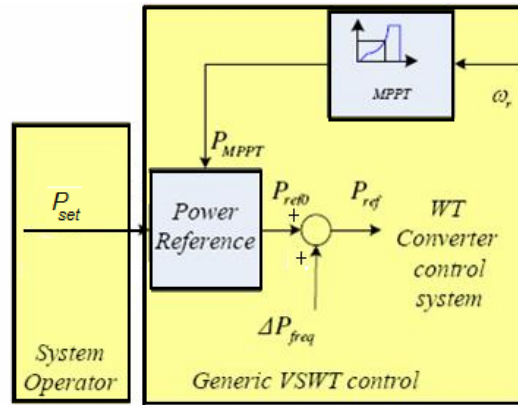 MPPT
ω_r
P_MPPT
P_set
Power
Reference
P_ref0
+
+
P_ref
WT
Converter
control
system
ΔP_freq
System
Operator
Generic VSWT control